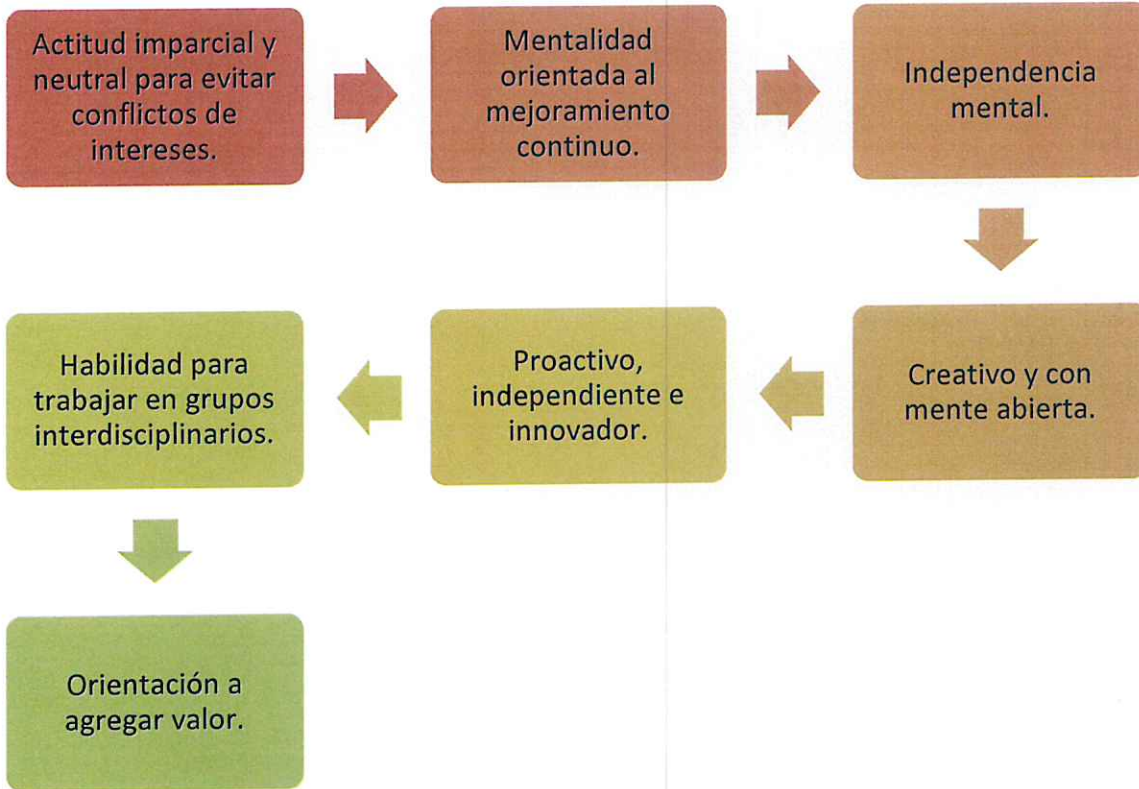 Actitud imparcial y
neutral para evitar
conflictos de
intereses.
Mentalidad
orientada al
mejoramiento
continuo.
Independencia
mental.
Creativo y con
mente abierta.
Proactivo,
independiente e
innovador.
Habilidad para
trabajar en grupos
interdisciplinarios.
Orientación a
agregar valor.